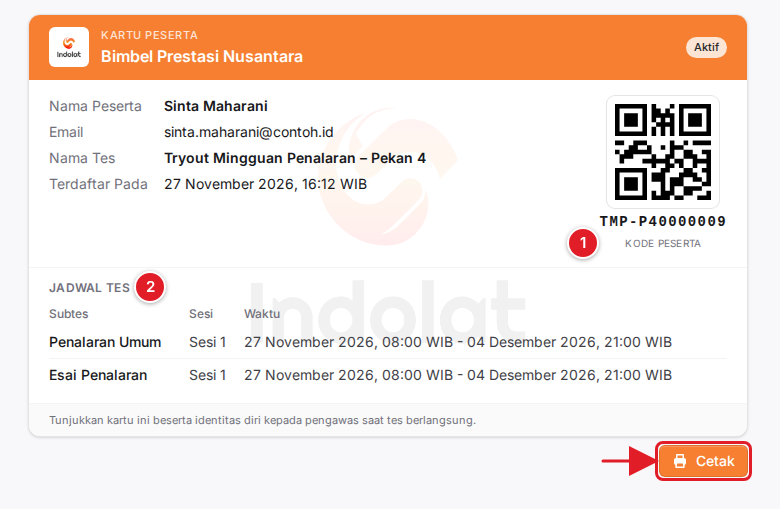 KARTU PESERTA
Indolat
Bimbel Prestasi Nusantara
Aktif
Nama Peserta Sinta Maharani
Email sinta.maharani@contoh.id
Nama Tes Tryout Mingguan Penalaran – Pekan 4
Terdaftar Pada 27 November 2026, 16:12 WIB
TMP-P40000009
1
KODE PESERTA
JADWAL TES 2
Indolat
Subtes Sesi Waktu
Penalaran Umum Sesi 1 27 November 2026, 08:00 WIB - 04 Desember 2026, 21:00 WIB
Esai Penalaran Sesi 1 27 November 2026, 08:00 WIB - 04 Desember 2026, 21:00 WIB
Tunjukkan kartu ini beserta identitas diri kepada pengawas saat tes berlangsung.
Cetak